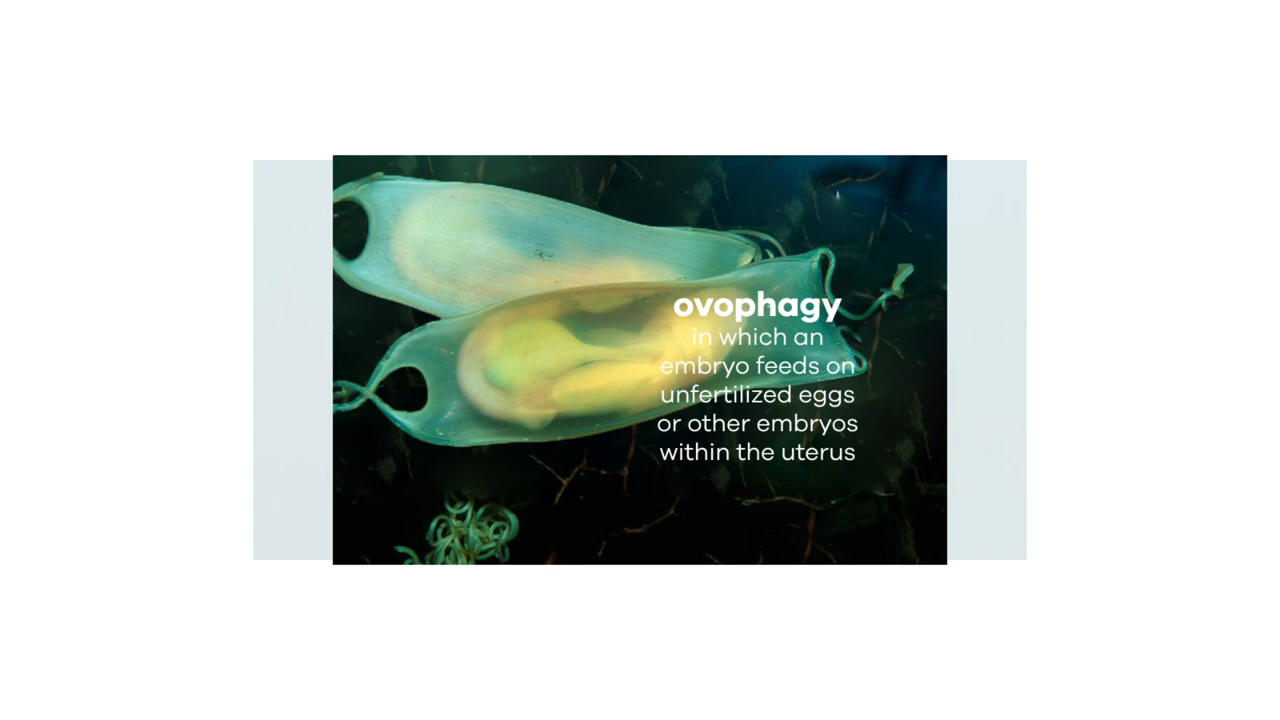 ovophagy
in which an
embryo feeds on
unfertilized eggs
or other embryos
within the uterus